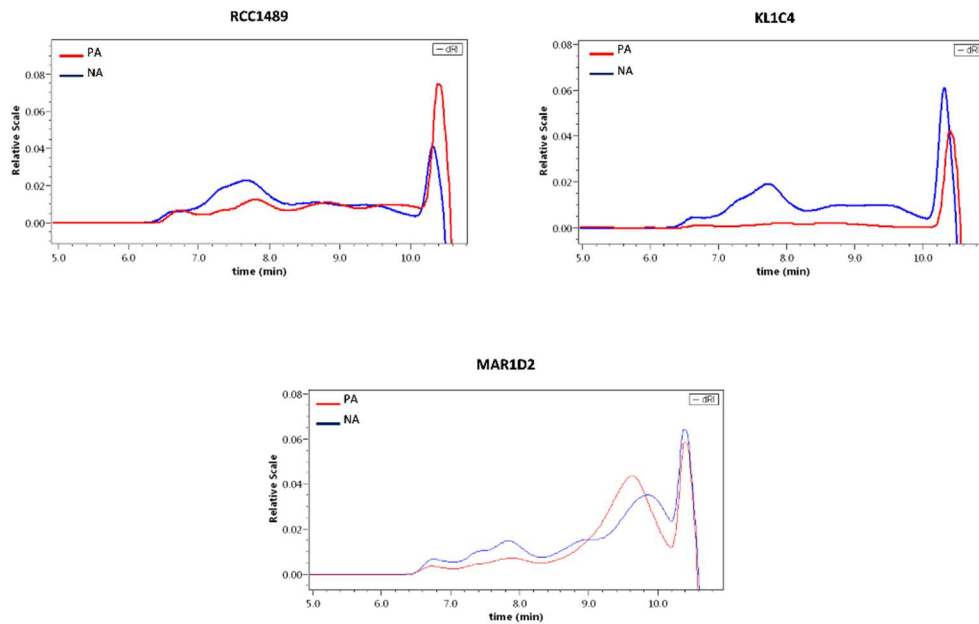 RCC1489
PA
NA
— dRI
Relative Scale
0.08
0.06
0.04
0.02
0.00
5.0 6.0 7.0 8.0 9.0 10.0
time (min)
KL1C4
PA
NA
— dRI
Relative Scale
0.08
0.06
0.04
0.02
0.00
5.0 6.0 7.0 8.0 9.0 10.0
time (min)
MAR1D2
PA
NA
— dRI
Relative Scale
0.08
0.06
0.04
0.02
0.00
5.0 6.0 7.0 8.0 9.0 10.0
time (min)